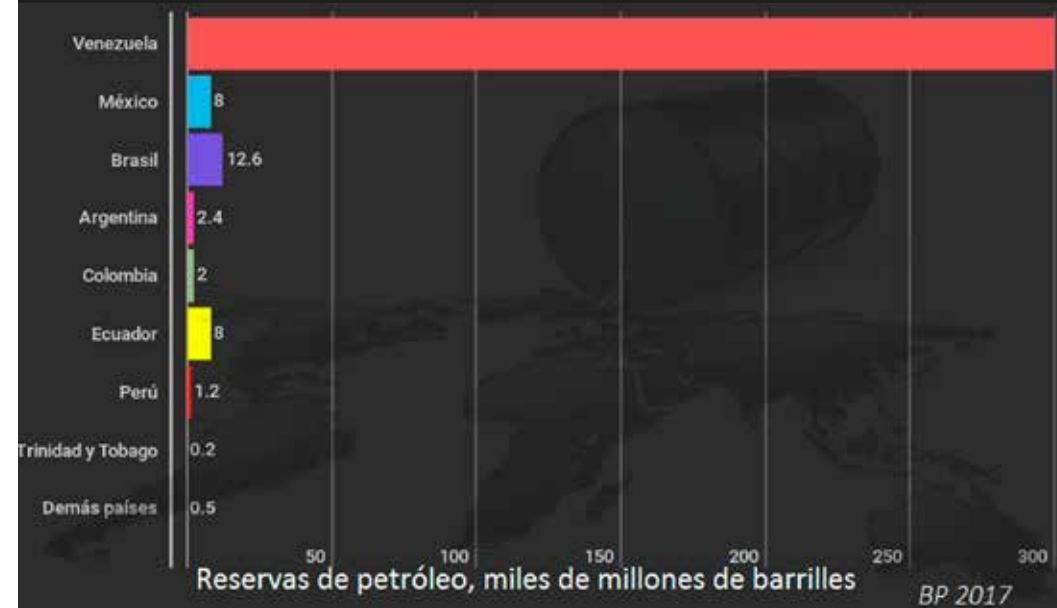 Venezuela
México 8
Brasil 12.6
Argentina 2.4
Colombia 2
Ecuador 8
Perú 1.2
Trinidad y Tobago 0.2
Demás países 0.5
50 100 150 200 250 300
Reservas de petróleo, miles de millones de barrilles
BP 2017